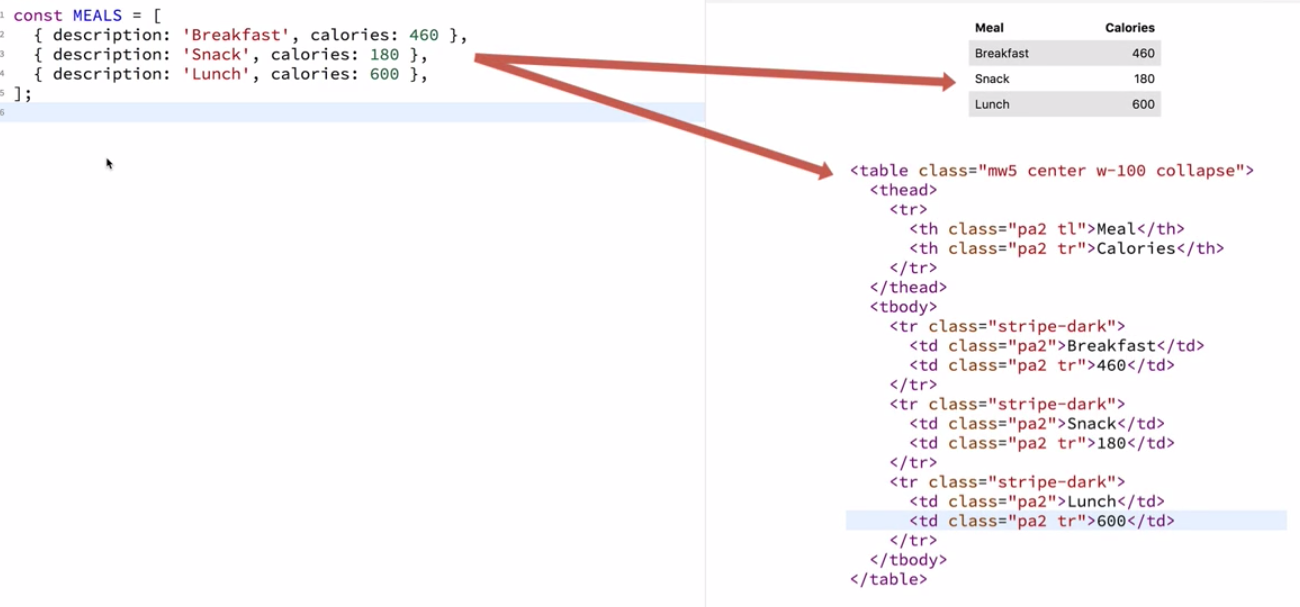 1 const MEALS = [
2 { description: 'Breakfast', calories: 460 },
3 { description: 'Snack', calories: 180 },
4 { description: 'Lunch', calories: 600 },
5 ];
6
Meal Calories
Breakfast 460
Snack 180
Lunch 600
<table class="mw5 center w-100 collapse">
<thead>
<tr>
<th class="pa2 tl">Meal</th>
<th class="pa2 tr">Calories</th>
</tr>
</thead>
<tbody>
<tr class="stripe-dark">
<td class="pa2">Breakfast</td>
<td class="pa2 tr">460</td>
</tr>
<tr class="stripe-dark">
<td class="pa2">Snack</td>
<td class="pa2 tr">180</td>
</tr>
<tr class="stripe-dark">
<td class="pa2">Lunch</td>
<td class="pa2 tr">600</td>
</tr>
</tbody>
</table>